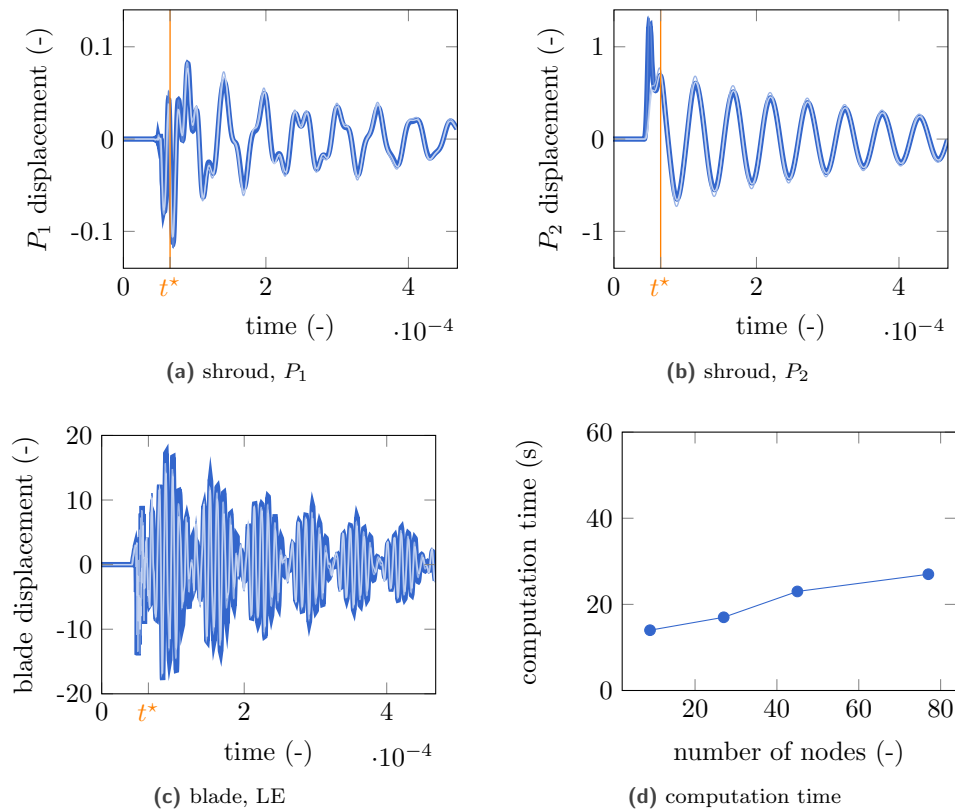 0.1
0
-0.1
P₁ displacement (-)
0
t⋆
2
4
·10⁻⁴
time (-)
(a) shroud, P₁
1
0
-1
P₂ displacement (-)
0
t⋆
2
4
·10⁻⁴
time (-)
(b) shroud, P₂
20
10
0
-10
-20
blade displacement (-)
0
t⋆
2
4
·10⁻⁴
time (-)
(c) blade, LE
60
40
20
0
computation time (s)
20
40
60
80
number of nodes (-)
(d) computation time